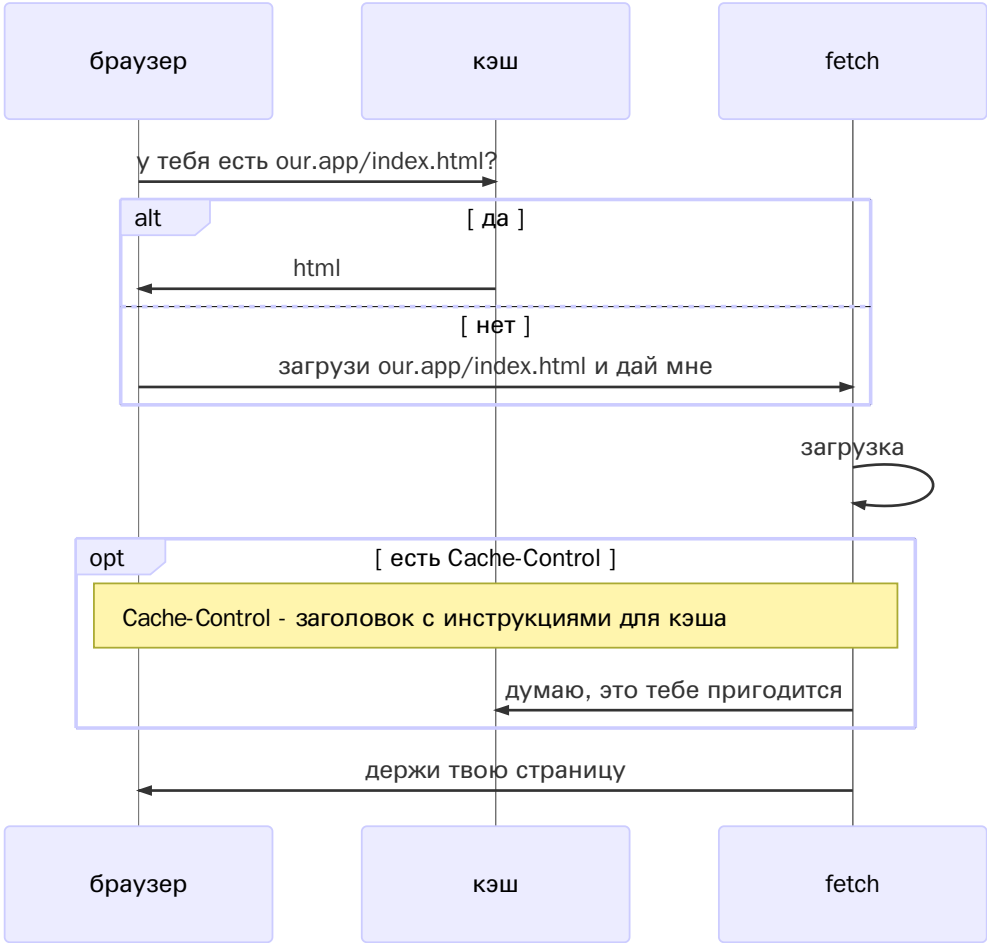 браузер
кэш
fetch
у тебя есть our.app/index.html?
alt
[ да ]
html
[ нет ]
загрузи our.app/index.html и дай мне
загрузка
opt
[ есть Cache-Control ]
Cache-Control - заголовок с инструкциями для кэша
думаю, это тебе пригодится
держи твою страницу
браузер
кэш
fetch